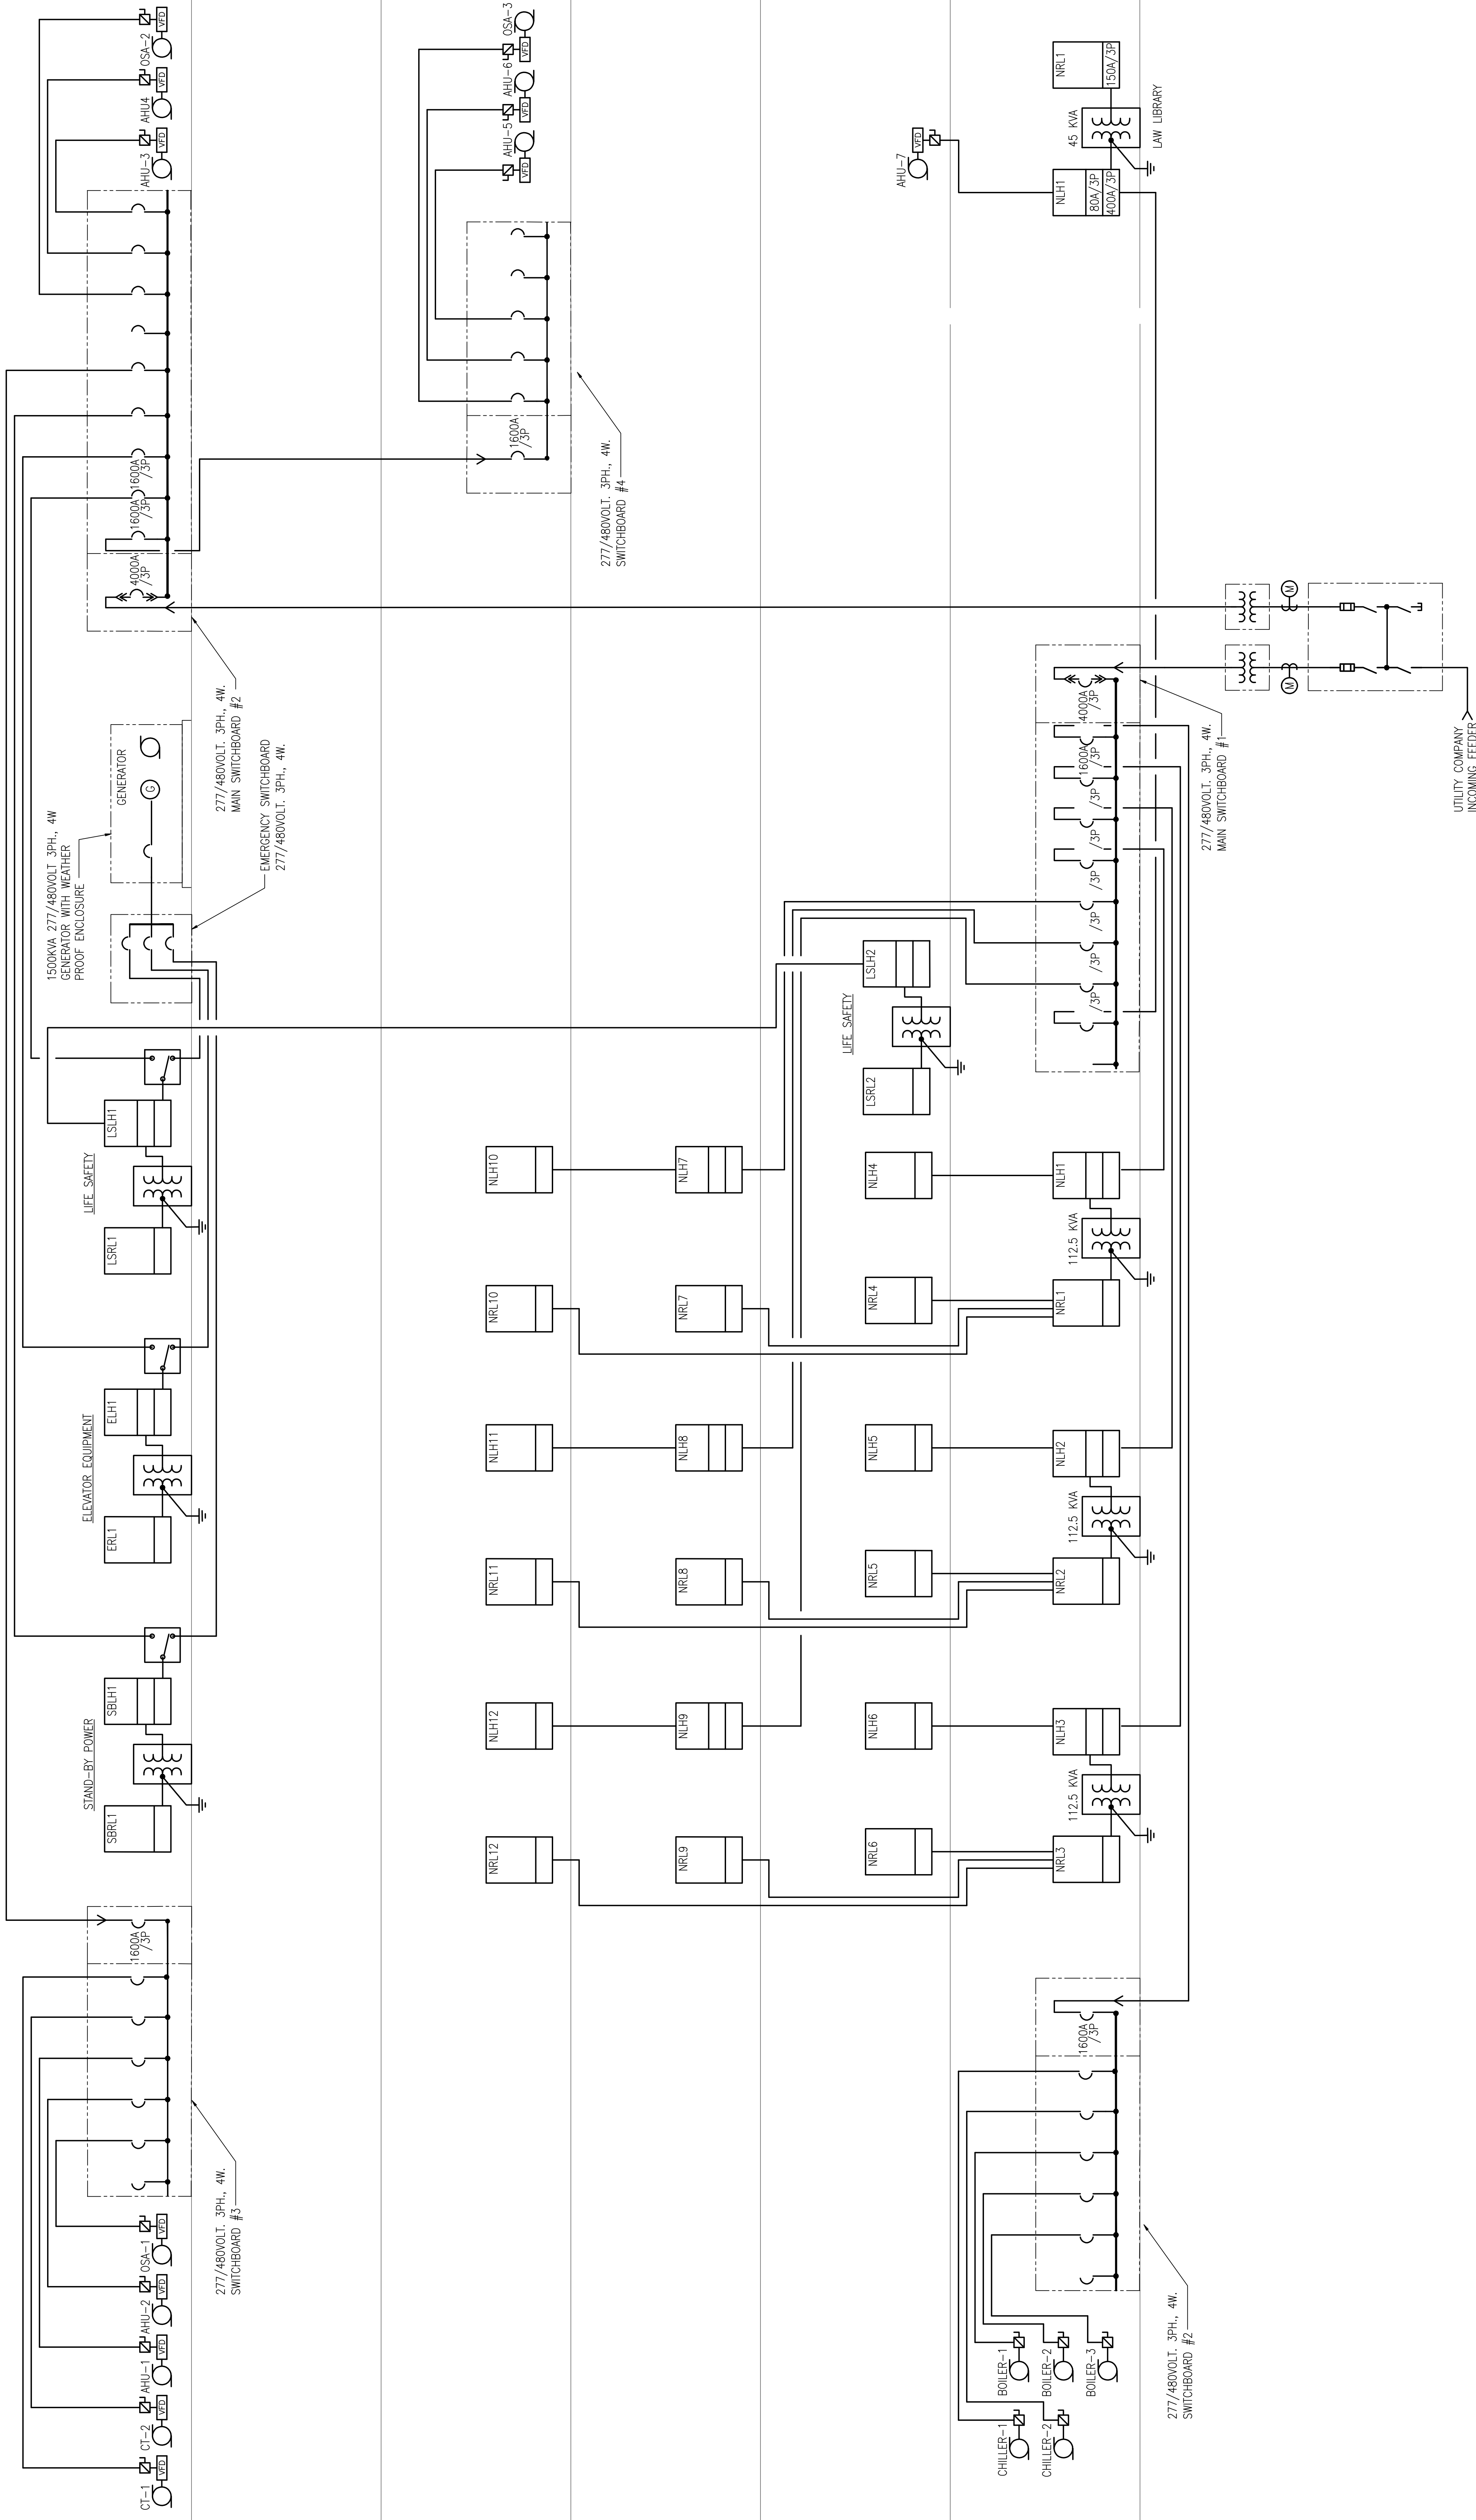 CT-1
VFD
CT-2
VFD
AHU-1
VFD
AHU-2
VFD
OSA-1
VFD
277/480VOLT. 3PH., 4W.
SWITCHBOARD #3
1600A
/3P
STAND-BY POWER
SBRL1
SBLH1
ELEVATOR EQUIPMENT
ERL1
ELH1
LIFE SAFETY
LSRL1
LSLH1
1500KVA 277/480VOLT 3PH., 4W
GENERATOR WITH WEATHER
PROOF ENCLOSURE
GENERATOR
G
EMERGENCY SWITCHBOARD
277/480VOLT. 3PH., 4W.
277/480VOLT. 3PH., 4W.
MAIN SWITCHBOARD #2
4000A
/3P
1600A
/3P
1600A
/3P
AHU-3
VFD
AHU4
VFD
OSA-2
VFD
277/480VOLT. 3PH., 4W.
SWITCHBOARD #4
1600A
/3P
AHU-5
VFD
AHU-6
VFD
OSA-3
VFD
NRL12
NLH12
NRL11
NLH11
NRL10
NLH10
NRL9
NLH9
NRL8
NLH8
NRL7
NLH7
NRL6
NLH6
NRL5
NLH5
NRL4
NLH4
LIFE SAFETY
LSRL2
LSLH2
AHU-7
VFD
CHILLER-1
CHILLER-2
BOILER-1
BOILER-2
BOILER-3
277/480VOLT. 3PH., 4W.
SWITCHBOARD #2
1600A
/3P
NRL3
112.5 KVA
NLH3
NRL2
112.5 KVA
NLH2
NRL1
112.5 KVA
NLH1
/3P
/3P
/3P
/3P
/3P
/3P
1600A
/3P
4000A
/3P
277/480VOLT. 3PH., 4W.
MAIN SWITCHBOARD #1
NLH1
80A/3P
400A/3P
45 KVA
NRL1
150A/3P
LAW LIBRARY
M
M
UTILITY COMPANY
INCOMING FEEDER